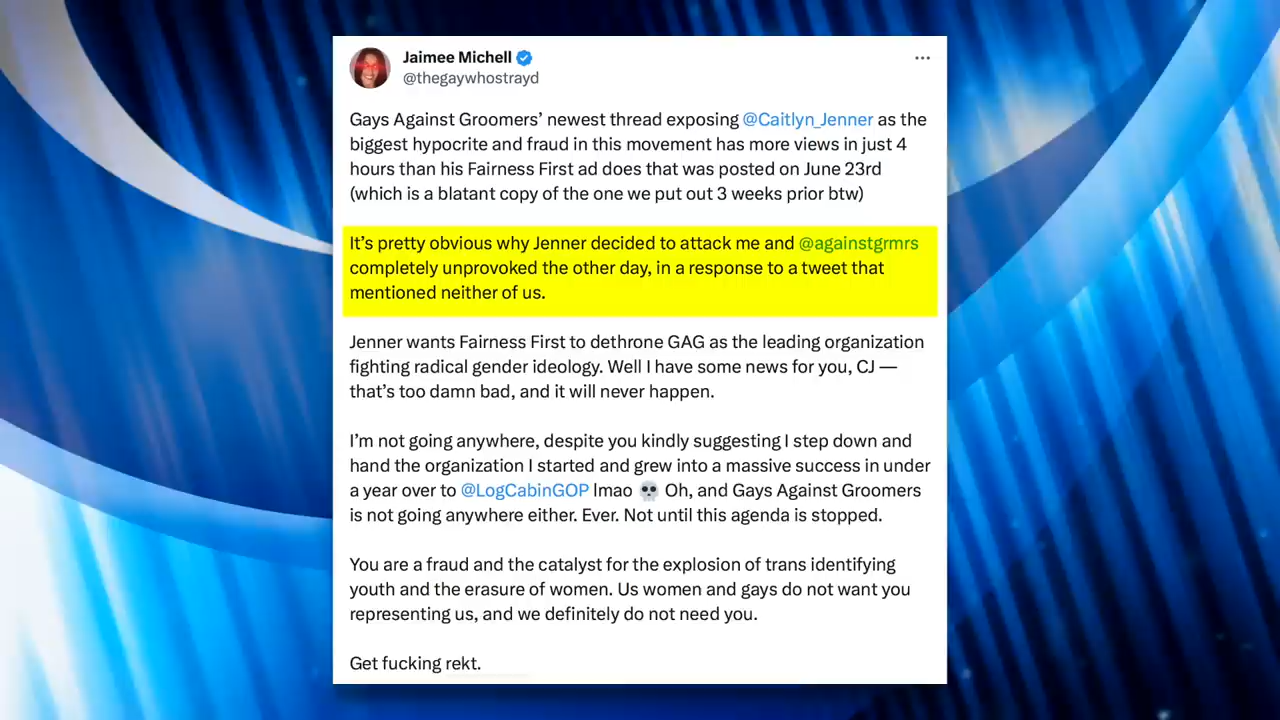 Jaimee Michell
@thegaywhostrayd
Gays Against Groomers’ newest thread exposing @Caitlyn_Jenner as the
biggest hypocrite and fraud in this movement has more views in just 4
hours than his Fairness First ad does that was posted on June 23rd
(which is a blatant copy of the one we put out 3 weeks prior btw)
It’s pretty obvious why Jenner decided to attack me and @againstgrmrs
completely unprovoked the other day, in a response to a tweet that
mentioned neither of us.
Jenner wants Fairness First to dethrone GAG as the leading organization
fighting radical gender ideology. Well I have some news for you, CJ —
that’s too damn bad, and it will never happen.
I’m not going anywhere, despite you kindly suggesting I step down and
hand the organization I started and grew into a massive success in under
a year over to @LogCabinGOP lmao 💀 Oh, and Gays Against Groomers
is not going anywhere either. Ever. Not until this agenda is stopped.
You are a fraud and the catalyst for the explosion of trans identifying
youth and the erasure of women. Us women and gays do not want you
representing us, and we definitely do not need you.
Get fucking rekt.